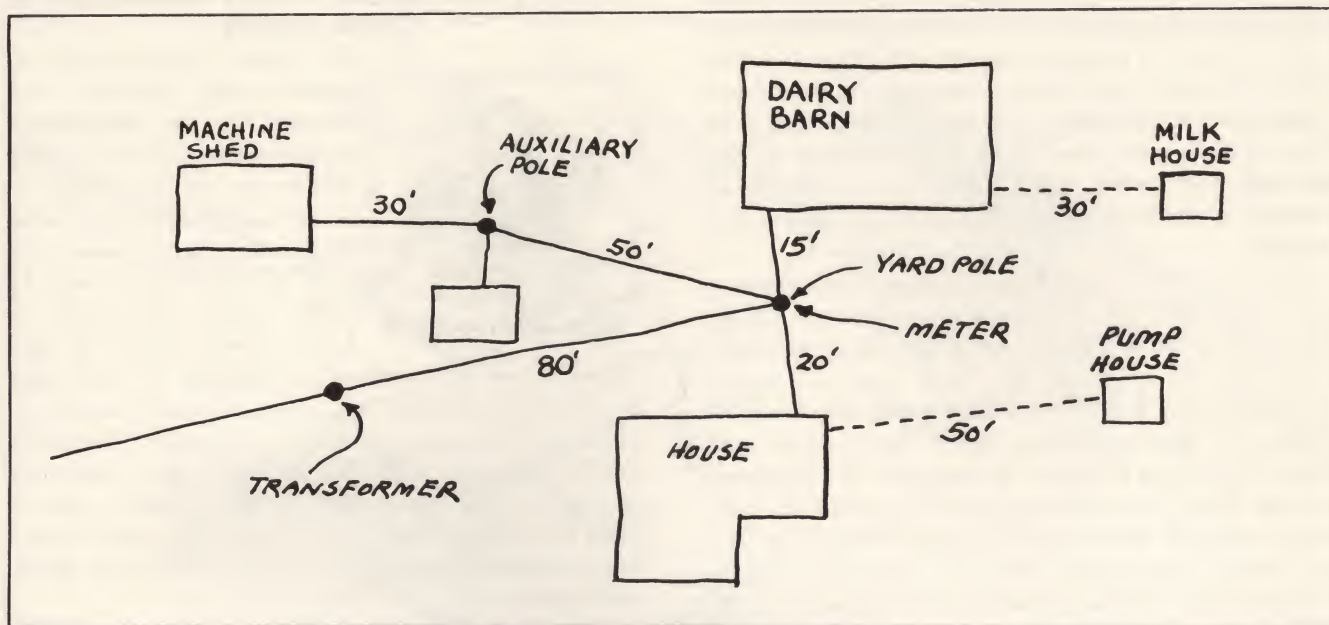 DAIRY
BARN
MACHINE
SHED
AUXILIARY
POLE
MILK
HOUSE
30'
30'
50'
15'
YARD POLE
METER
20'
PUMP
HOUSE
80'
50'
HOUSE
TRANSFORMER